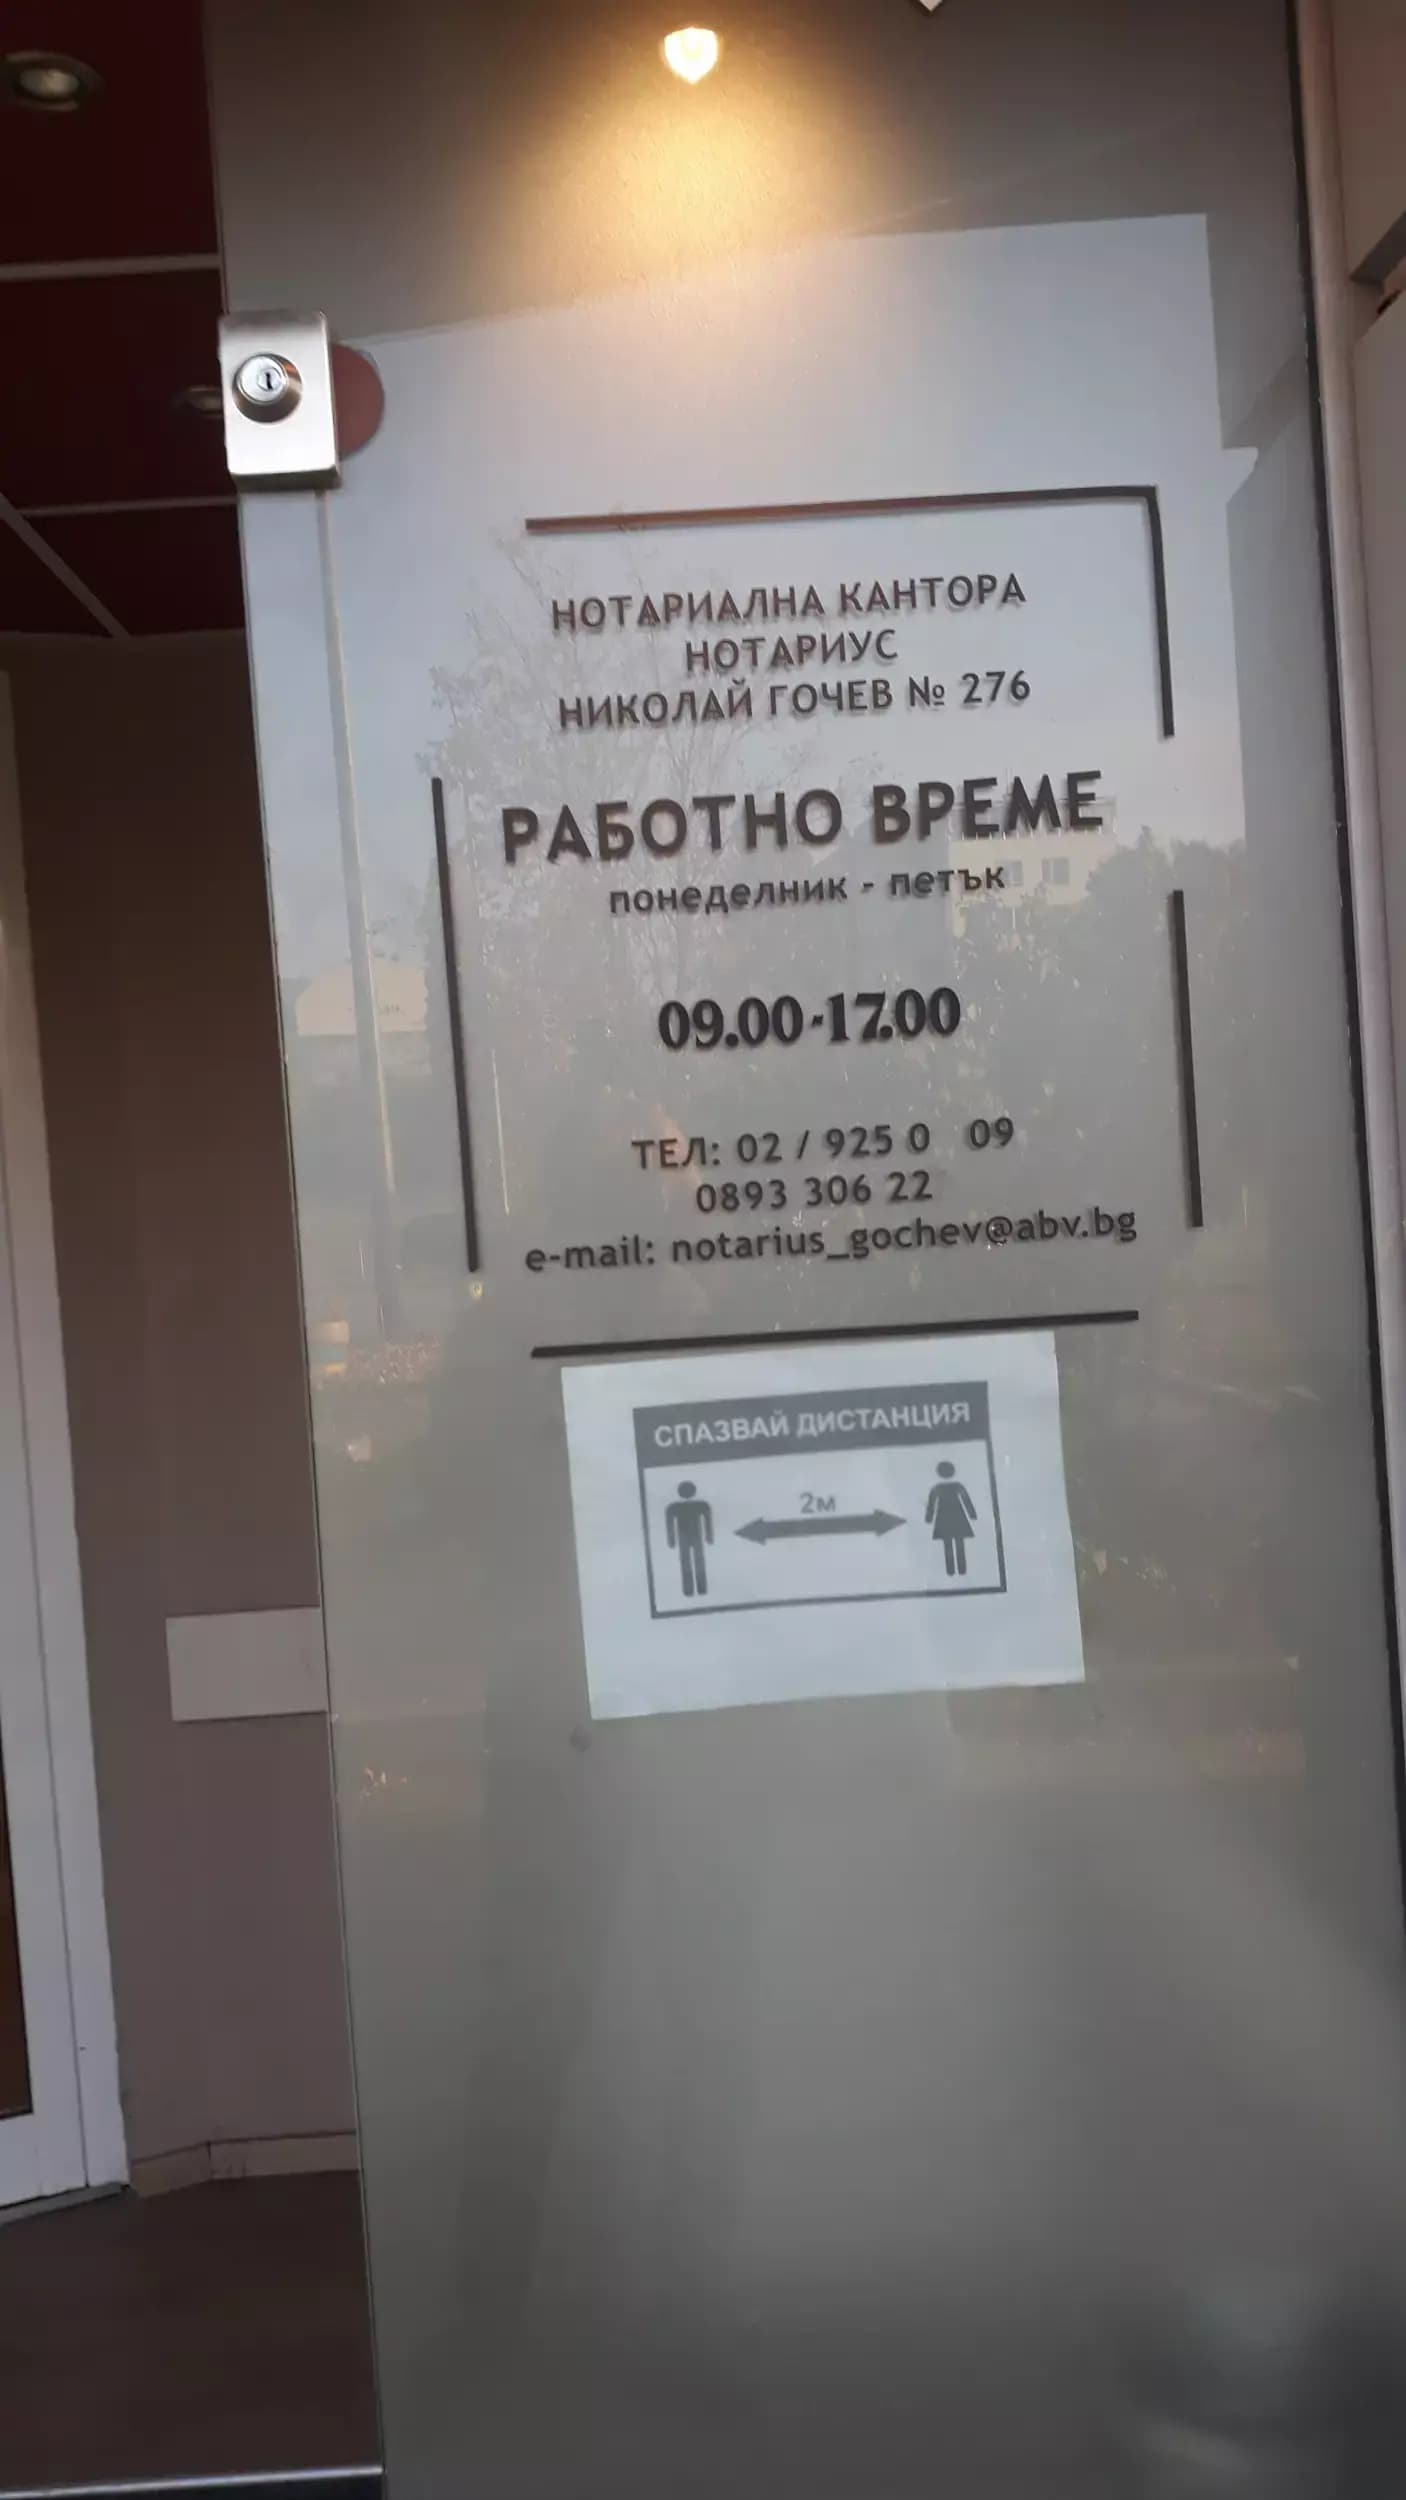 НОТАРИАЛНА КАНТОРА
НОТАРИУС
НИКОЛАЙ ГОЧЕВ № 276
РАБОТНО ВРЕМЕ
понеделник - петък
09.00-17.00
ТЕЛ: 02 / 925 0 09
0893 306 22
e-mail: notarius_gochev@abv.bg
СПАЗВАЙ ДИСТАНЦИЯ
2м